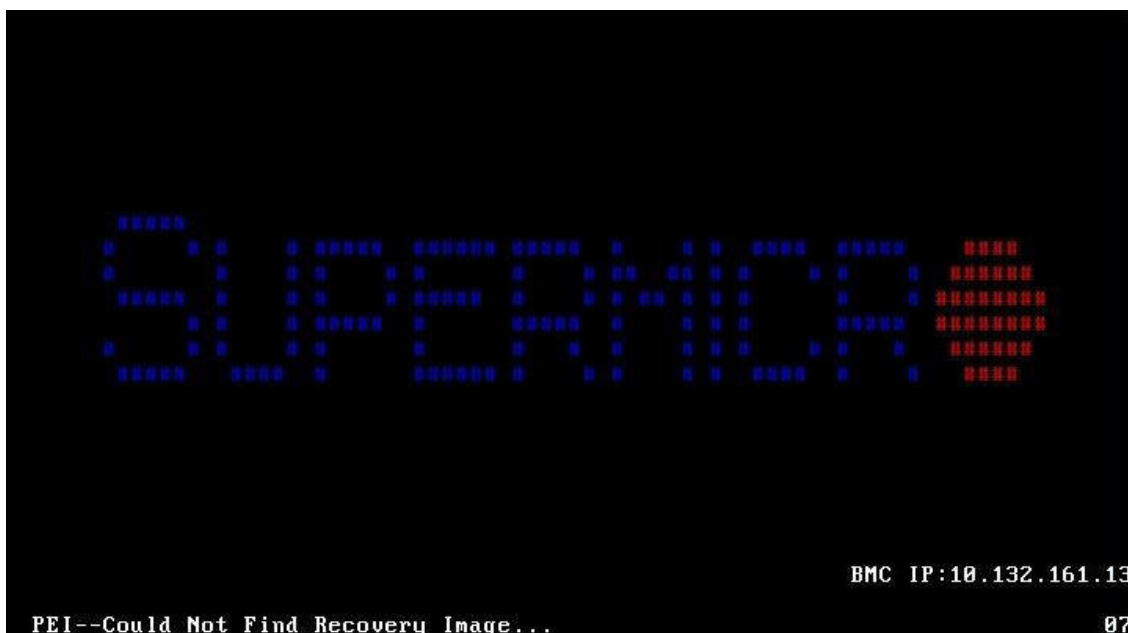 SUPERMICRO
BMC IP:10.132.161.13
PEI--Could Not Find Recovery Image... 07